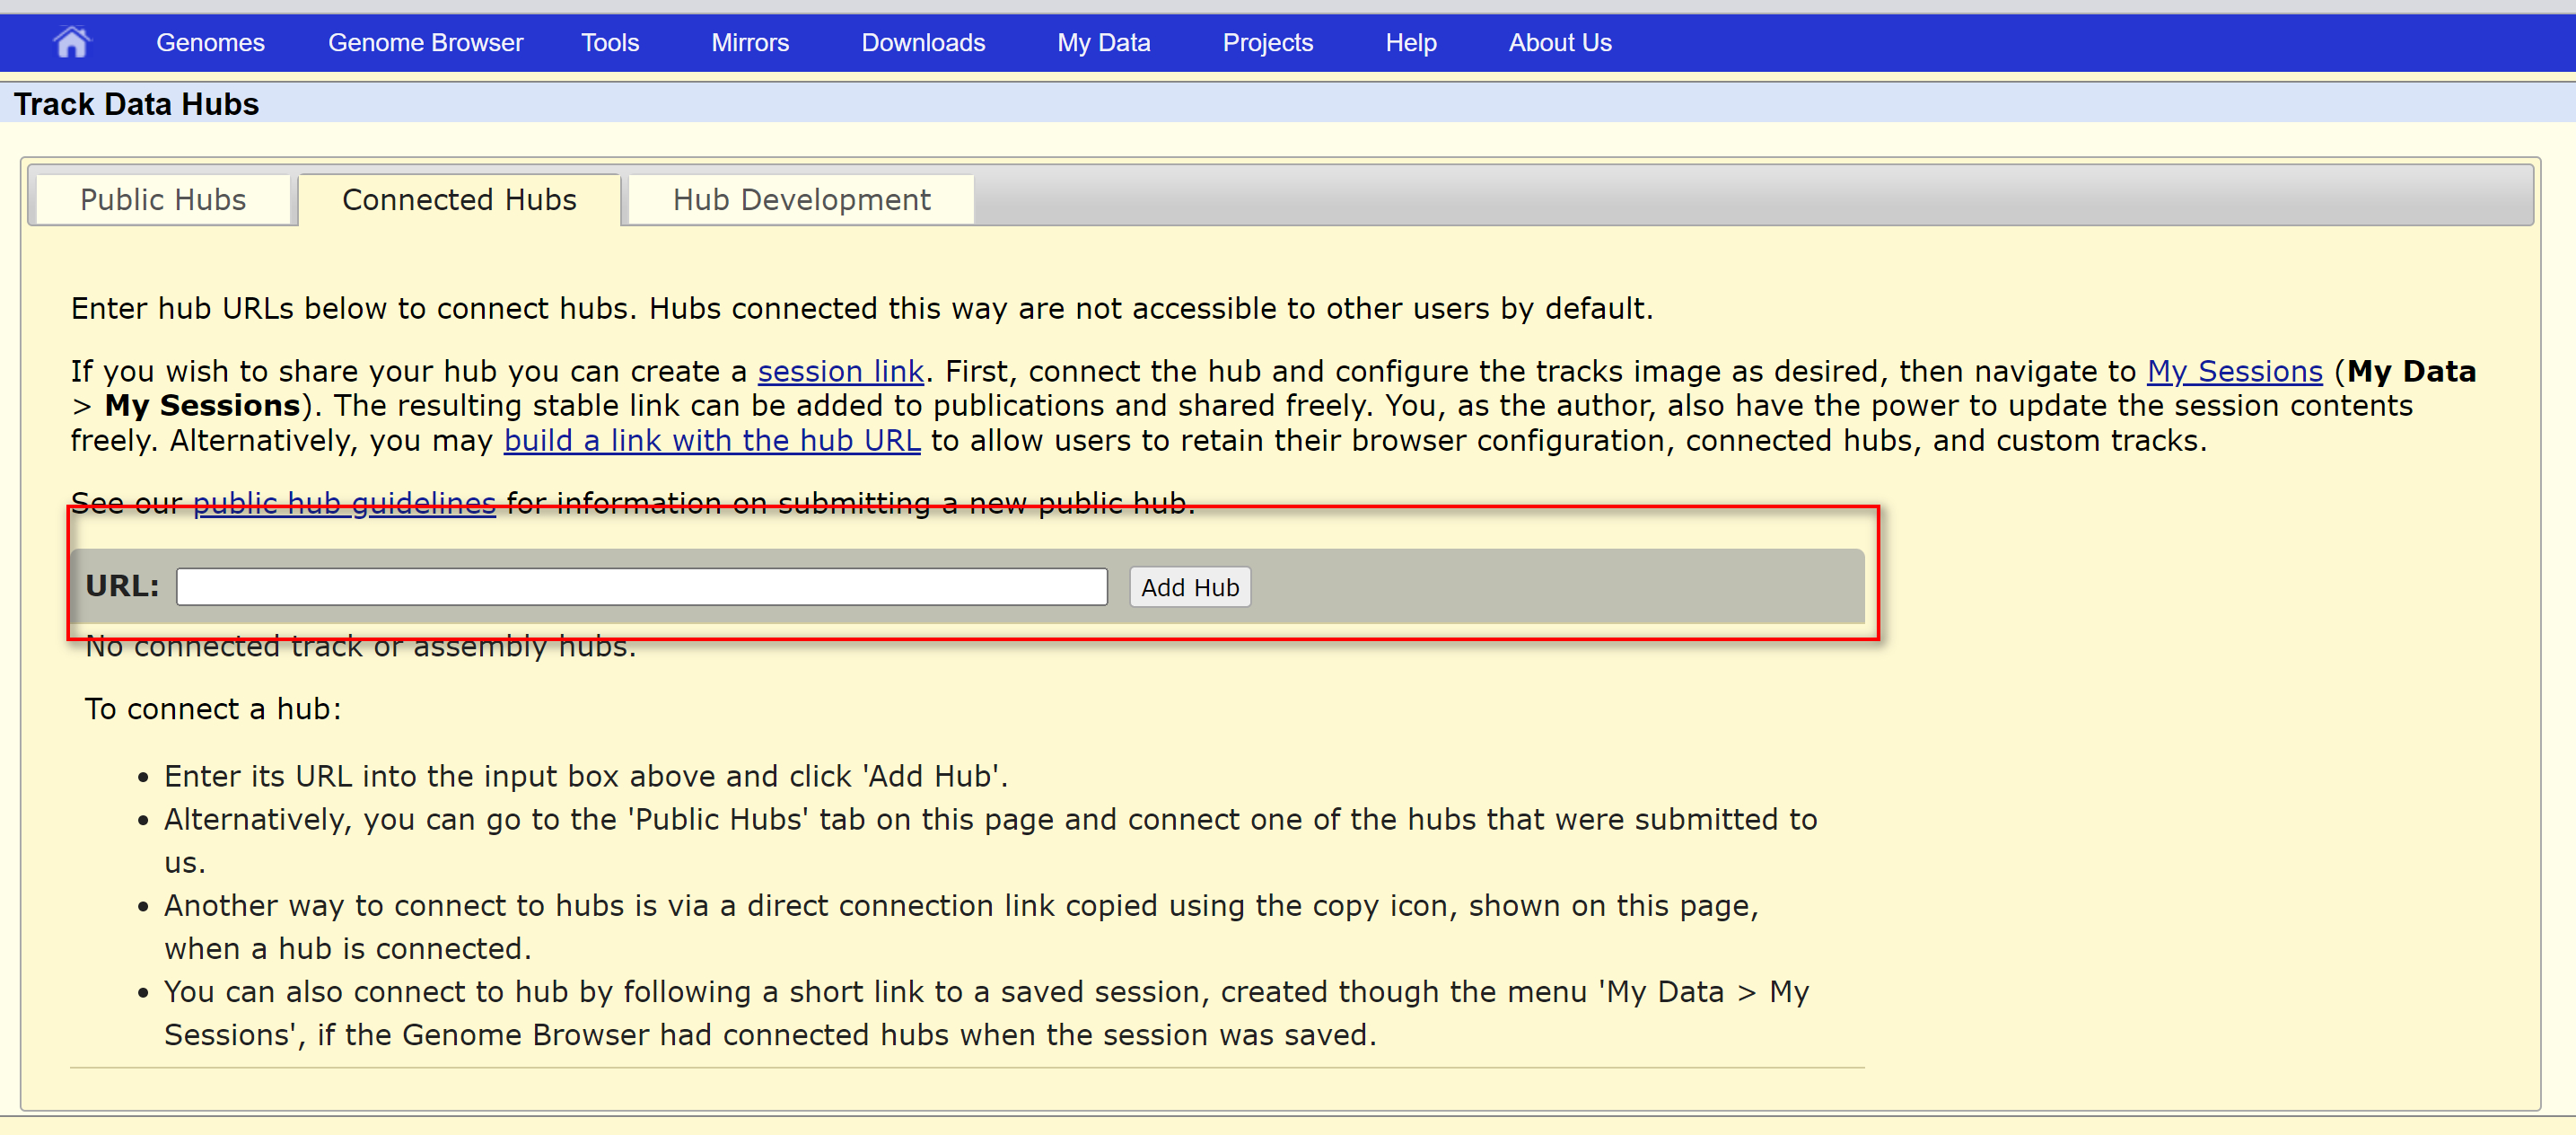 Genomes Genome Browser Tools Mirrors Downloads My Data Projects Help About Us
Track Data Hubs
Public Hubs Connected Hubs Hub Development
Enter hub URLs below to connect hubs. Hubs connected this way are not accessible to other users by default.
If you wish to share your hub you can create a session link. First, connect the hub and configure the tracks image as desired, then navigate to My Sessions (My Data
> My Sessions). The resulting stable link can be added to publications and shared freely. You, as the author, also have the power to update the session contents
freely. Alternatively, you may build a link with the hub URL to allow users to retain their browser configuration, connected hubs, and custom tracks.
See our public hub guidelines for information on submitting a new public hub.
URL: Add Hub
No connected track or assembly hubs.
To connect a hub:
• Enter its URL into the input box above and click 'Add Hub'.
• Alternatively, you can go to the 'Public Hubs' tab on this page and connect one of the hubs that were submitted to
us.
• Another way to connect to hubs is via a direct connection link copied using the copy icon, shown on this page,
when a hub is connected.
• You can also connect to hub by following a short link to a saved session, created though the menu 'My Data > My
Sessions', if the Genome Browser had connected hubs when the session was saved.